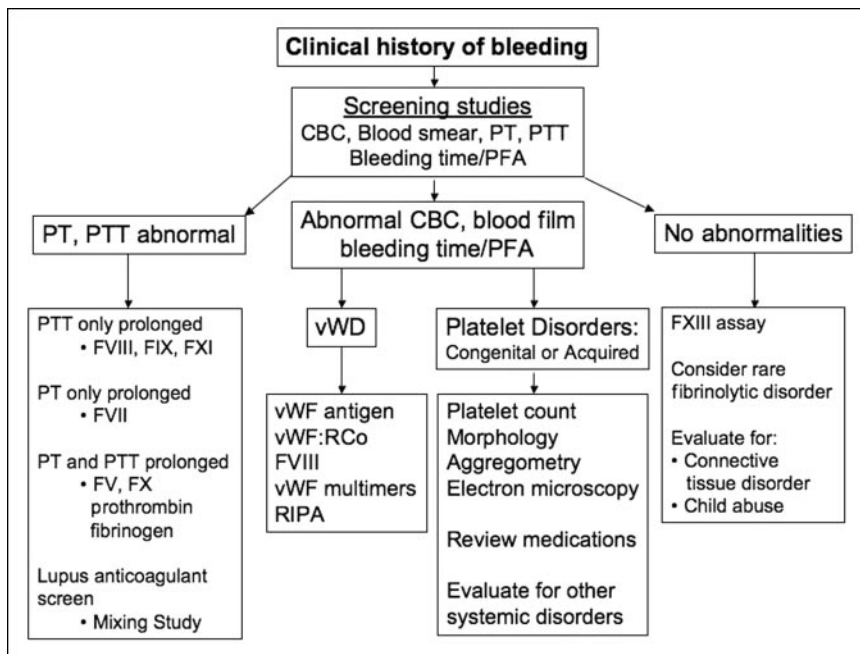 Clinical history of bleeding
Screening studies
CBC, Blood smear, PT, PTT
Bleeding time/PFA
PT, PTT abnormal
Abnormal CBC, blood film
bleeding time/PFA
No abnormalities
PTT only prolonged
• FVIII, FIX, FXI
PT only prolonged
• FVII
PT and PTT prolonged
• FV, FX
prothrombin
fibrinogen
Lupus anticoagulant
screen
• Mixing Study
vWD
vWF antigen
vWF:RCo
FVIII
vWF multimers
RIPA
Platelet Disorders:
Congenital or Acquired
Platelet count
Morphology
Aggregometry
Electron microscopy
Review medications
Evaluate for other
systemic disorders
FXIII assay
Consider rare
fibrinolytic disorder
Evaluate for:
• Connective
tissue disorder
• Child abuse